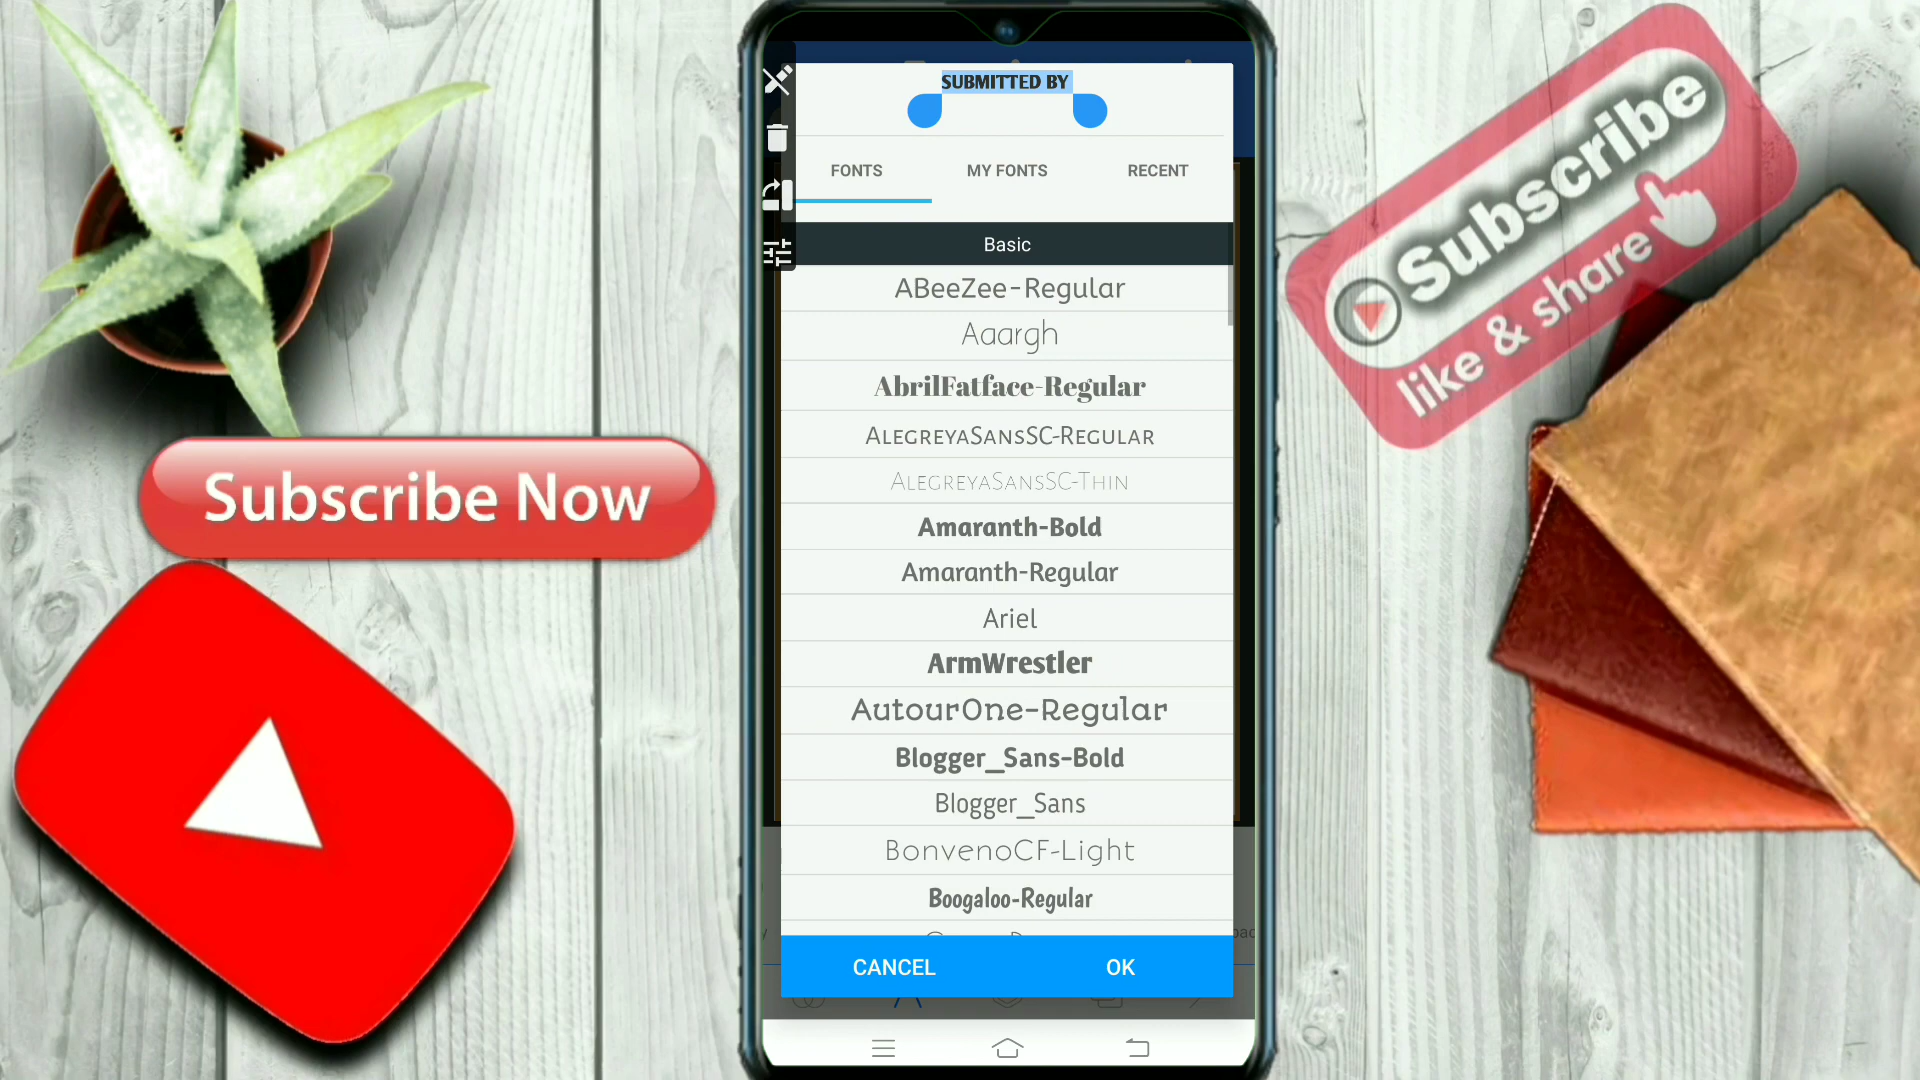 SUBMITTED BY
FONTS
MY FONTS
RECENT
Basic
ABeeZee-Regular
Aaargh
AbrilFatface-Regular
AlegreyaSansSC-Regular
AlegreyaSansSC-Thin
Amaranth-Bold
Amaranth-Regular
Ariel
ArmWrestler
AutourOne-Regular
Blogger_Sans-Bold
Blogger_Sans
BonvenoCF-Light
Boogaloo-Regular
CANCEL
OK
Subscribe Now
Subscribe
like & share